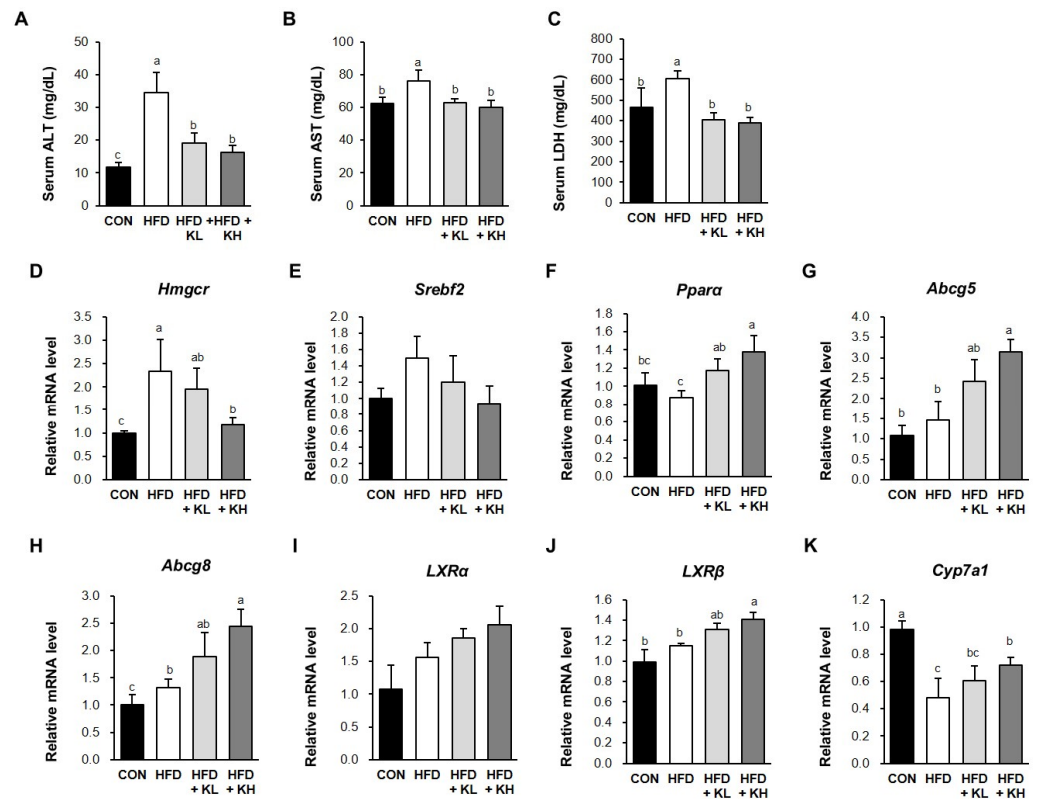 A
Serum ALT (mg/dL)
50
40
30
20
10
0
c
a
b
b
CON HFD HFD +HFD +
KL KH
B
Serum AST (mg/dL)
100
80
60
40
20
0
b
a
b
b
CON HFD HFD HFD
+ KL + KH
C
Serum LDH (mg/dL)
800
700
600
500
400
300
200
100
0
b
a
b
b
CON HFD HFD HFD
+ KL + KH
D
Hmgcr
Relative mRNA level
3.5
3.0
2.5
2.0
1.5
1.0
0.5
0.0
c
a
ab
b
CON HFD HFD HFD
+ KL + KH
E
Srebf2
Relative mRNA level
2.0
1.8
1.6
1.4
1.2
1.0
0.8
0.6
0.4
0.2
0.0
CON HFD HFD HFD
+ KL + KH
F
Pparα
Relative mRNA level
1.8
1.6
1.4
1.2
1.0
0.8
0.6
0.4
0.2
0.0
bc
c
ab
a
CON HFD HFD HFD
+ KL + KH
G
Abcg5
Relative mRNA level
4.0
3.5
3.0
2.5
2.0
1.5
1.0
0.5
0.0
b
b
ab
a
CON HFD HFD HFD
+ KL + KH
H
Abcg8
Relative mRNA level
3.0
2.5
2.0
1.5
1.0
0.5
0.0
c
b
ab
a
CON HFD HFD HFD
+ KL + KH
I
LXRα
Relative mRNA level
2.5
2.0
1.5
1.0
0.5
0.0
CON HFD HFD HFD
+ KL + KH
J
LXRβ
Relative mRNA level
1.6
1.4
1.2
1.0
0.8
0.6
0.4
0.2
0.0
b
b
ab
a
CON HFD HFD HFD
+ KL + KH
K
Cyp7a1
Relative mRNA level
1.2
1.0
0.8
0.6
0.4
0.2
0.0
a
c
bc
b
CON HFD HFD HFD
+ KL + KH